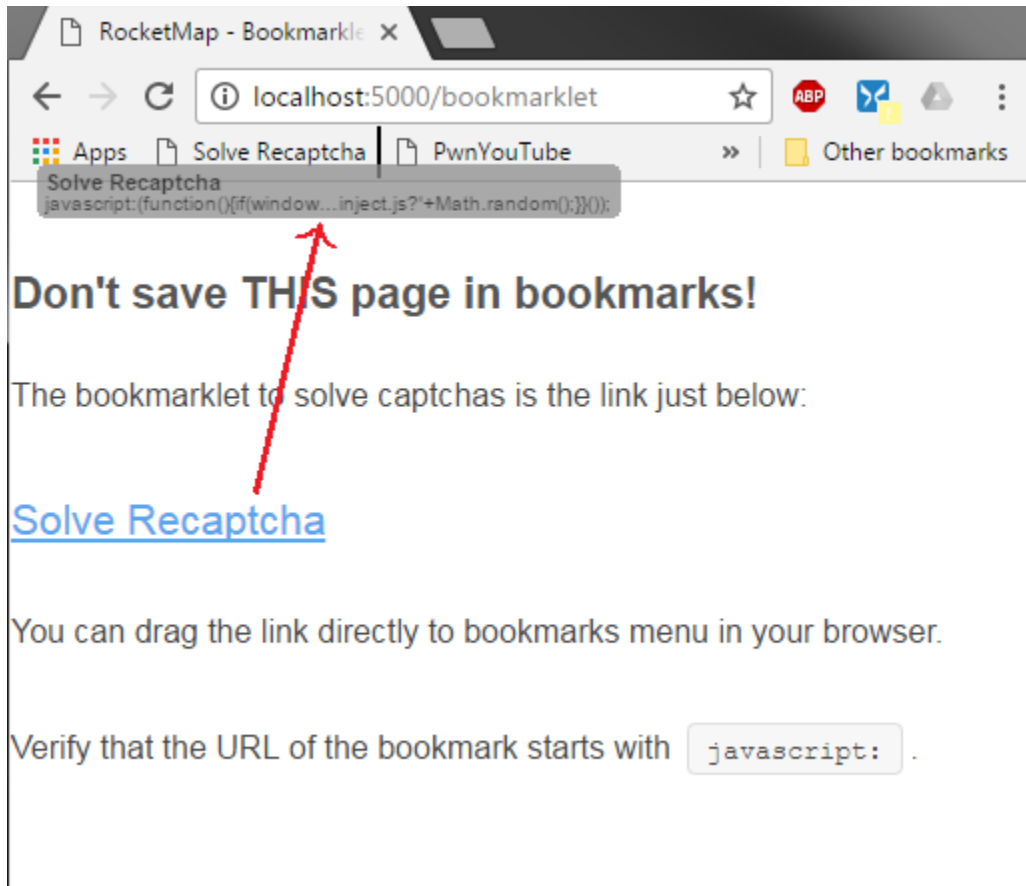 RocketMap - Bookmarkle
localhost:5000/bookmarklet
ABP
Apps Solve Recaptcha PwnYouTube » Other bookmarks
Solve Recaptcha
javascript:(function(){if(window...inject.js?'+Math.random();}}());
Don't save THIS page in bookmarks!
The bookmarklet to solve captchas is the link just below:
Solve Recaptcha
You can drag the link directly to bookmarks menu in your browser.
Verify that the URL of the bookmark starts with javascript: .